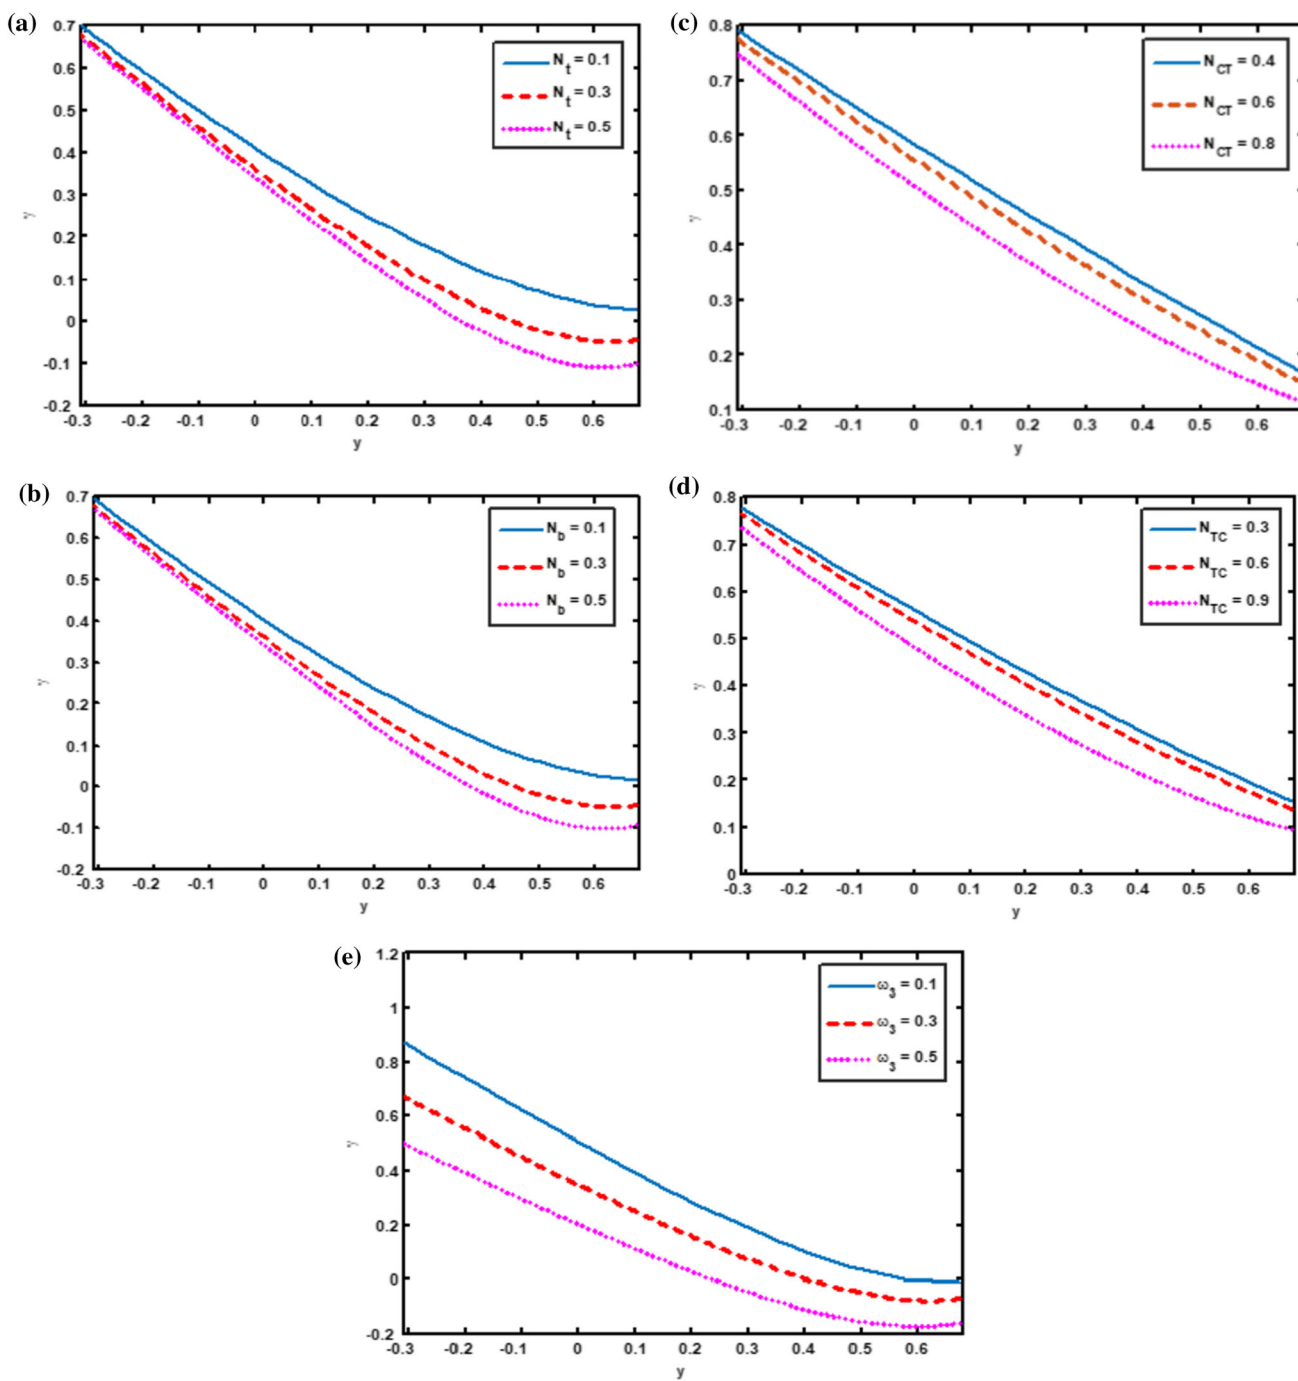 (a)
0.7
0.6
0.5
0.4
0.3
0.2
0.1
0
-0.1
-0.2
γ
-0.3 -0.2 -0.1 0 0.1 0.2 0.3 0.4 0.5 0.6
y
N_t = 0.1
N_t = 0.3
N_t = 0.5
(c)
0.8
0.7
0.6
0.5
0.4
0.3
0.2
0.1
γ
-0.3 -0.2 -0.1 0 0.1 0.2 0.3 0.4 0.5 0.6
y
N_CT = 0.4
N_CT = 0.6
N_CT = 0.8
(b)
0.7
0.6
0.5
0.4
0.3
0.2
0.1
0
-0.1
-0.2
γ
-0.3 -0.2 -0.1 0 0.1 0.2 0.3 0.4 0.5 0.6
y
N_b = 0.1
N_b = 0.3
N_b = 0.5
(d)
0.8
0.7
0.6
0.5
0.4
0.3
0.2
0.1
0
γ
-0.3 -0.2 -0.1 0 0.1 0.2 0.3 0.4 0.5 0.6
y
N_TC = 0.3
N_TC = 0.6
N_TC = 0.9
(e)
1.2
1
0.8
0.6
0.4
0.2
0
-0.2
γ
-0.3 -0.2 -0.1 0 0.1 0.2 0.3 0.4 0.5 0.6
y
ω_3 = 0.1
ω_3 = 0.3
ω_3 = 0.5